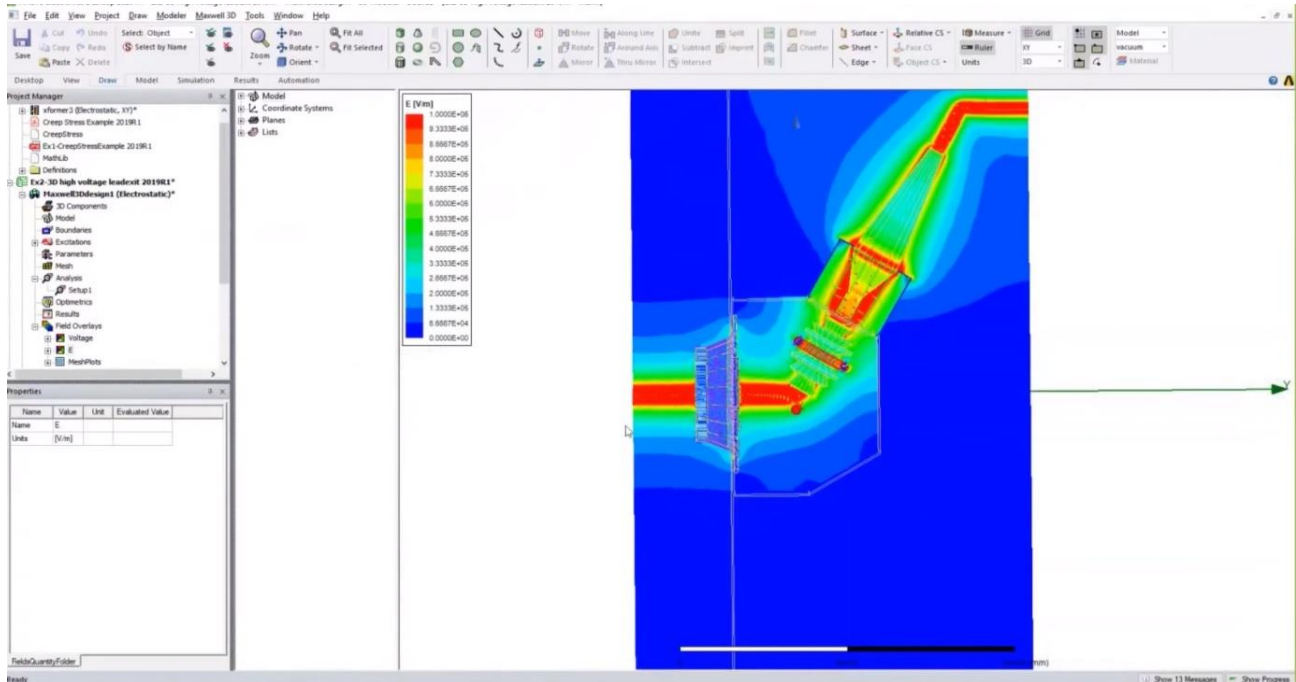 File Edit View Project Draw Modeler Maxwell 3D Tools Window Help
Save
Cut
Copy
Paste
Undo
Redo
Delete
Select: Object
Select by Name
Zoom
Pan
Rotate
Orient
Fit All
Fit Selected
Move
Rotate
Mirror
Along Line
Around Axis
Thru Mirror
Unite
Subtract
Intersect
Split
Imprint
Fillet
Chamfer
Surface
Sheet
Edge
Relative CS
Face CS
Object CS
Measure
Ruler
Units
Grid
XY
3D
Model
vacuum
Material
Desktop View Draw Model Simulation Results Automation
Project Manager
xformer3 (Electrostatic, XY)*
Creep Stress Example 2019R1
CreepStress
Ex1-CreepStressExample 2019R1
MathLib
Definitions
Ex2-3D high voltage leadexit 2019R1*
Maxwell3Ddesign1 (Electrostatic)*
3D Components
Model
Boundaries
Excitations
Parameters
Mesh
Analysis
Setup1
Optimetrics
Results
Field Overlays
Voltage
E
MeshPlots
Model
Coordinate Systems
Planes
Lists
E [V/m]
1.0000E+06
9.3333E+05
8.6667E+05
8.0000E+05
7.3333E+05
6.6667E+05
6.0000E+05
5.3333E+05
4.6667E+05
4.0000E+05
3.3333E+05
2.6667E+05
2.0000E+05
1.3333E+05
6.6667E+04
0.0000E+00
Y
Properties
Name Value Unit Evaluated Value
Name E
Units [V/m]
FieldsQuantityFolder
Ready
Show 13 Messages Show Progress